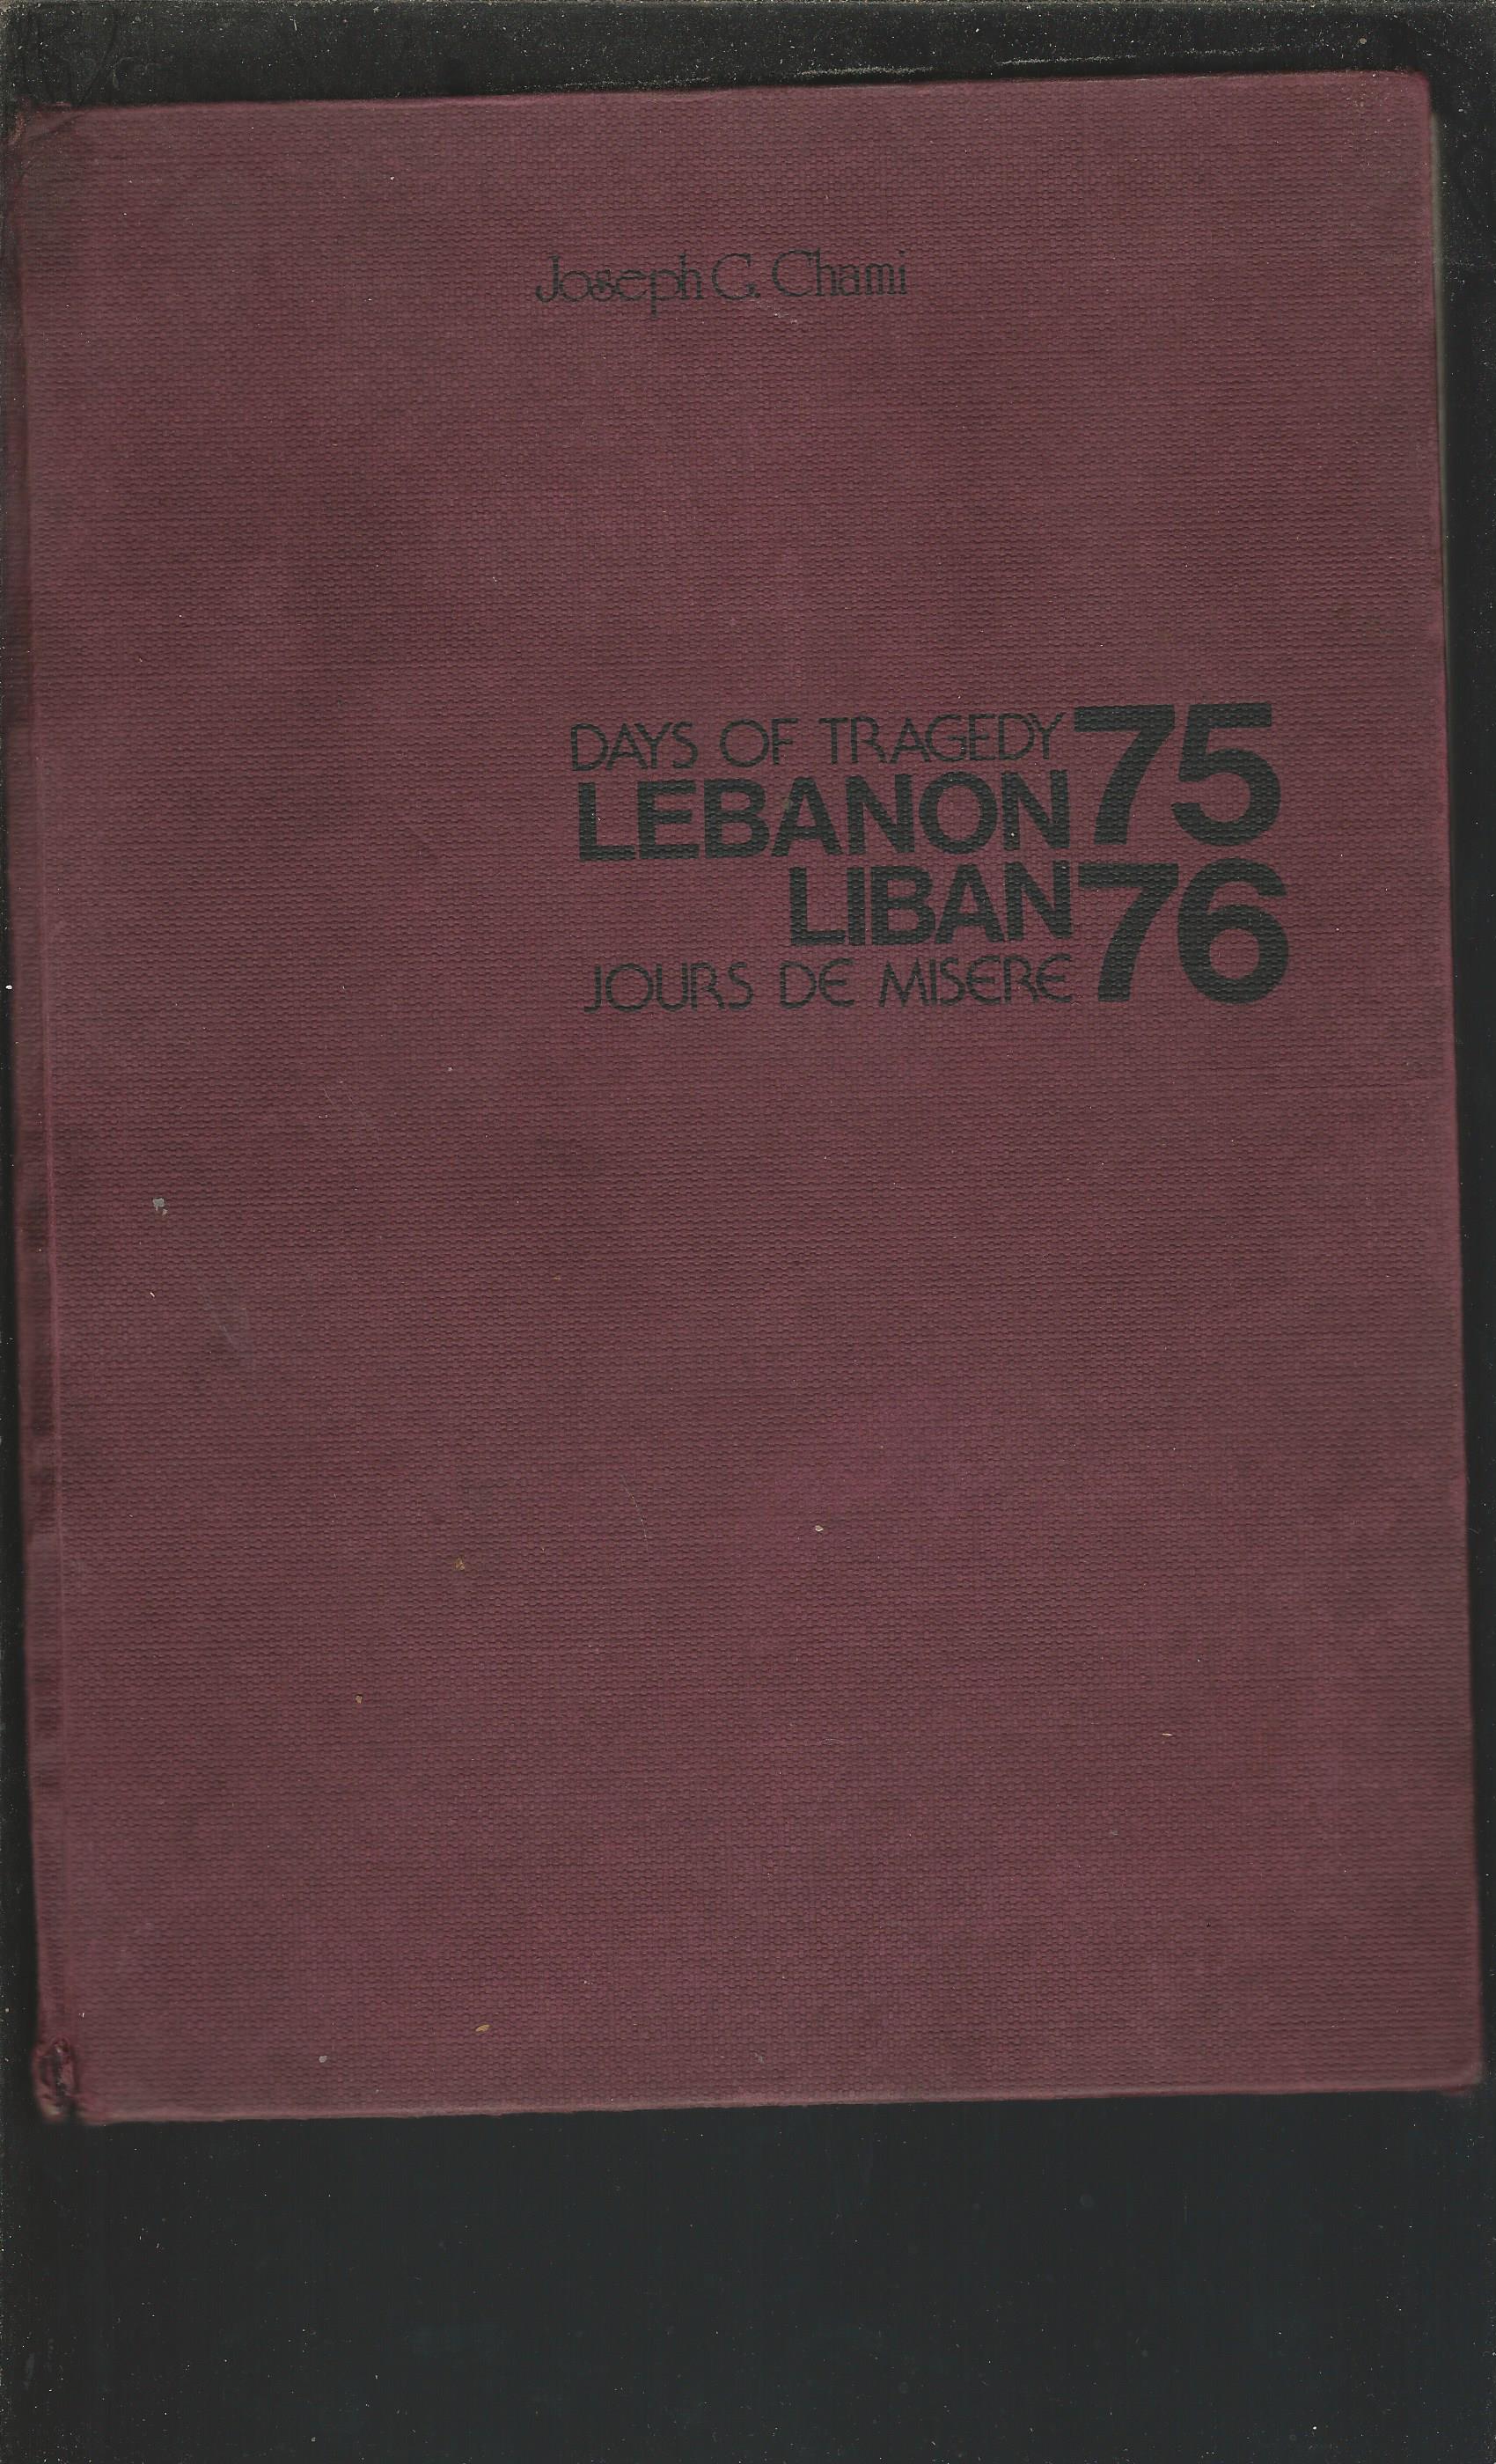 Joseph G. Chami
DAYS OF TRAGEDY 75
LEBANON
LIBAN 76
JOURS DE MISERE